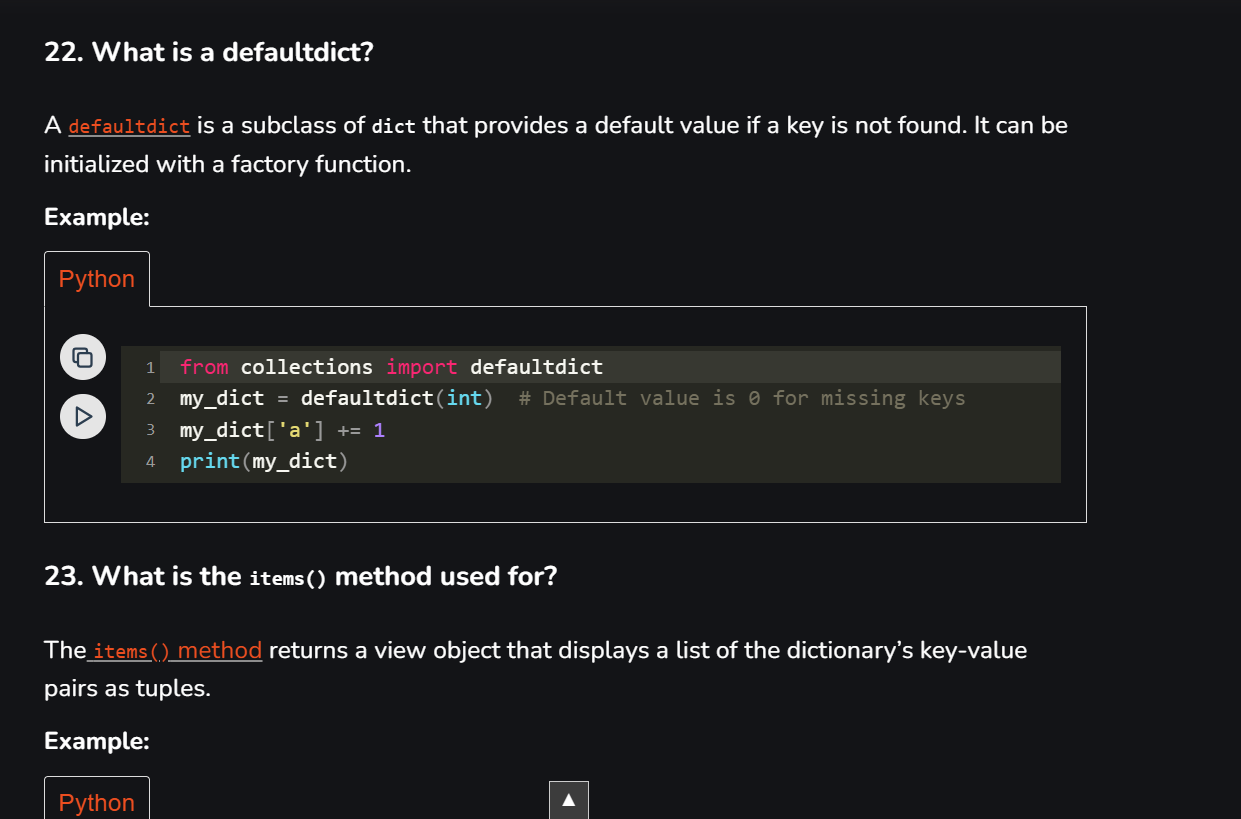 22. What is a defaultdict?
A defaultdict is a subclass of dict that provides a default value if a key is not found. It can be
initialized with a factory function.
Example:
Python
1 from collections import defaultdict
2 my_dict = defaultdict(int)  # Default value is 0 for missing keys
3 my_dict['a'] += 1
4 print(my_dict)
23. What is the items() method used for?
The items() method returns a view object that displays a list of the dictionary’s key-value
pairs as tuples.
Example:
Python